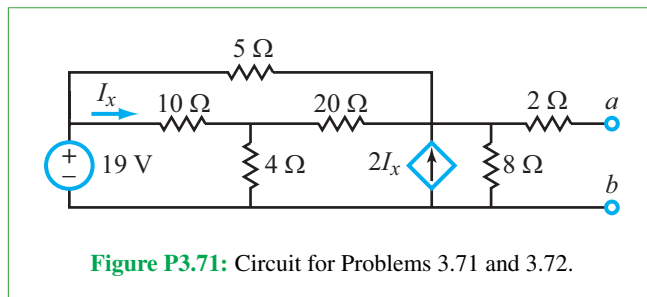 5 Ω
Ix 10 Ω 20 Ω 2 Ω a
+ − 19 V 4 Ω 2Ix 8 Ω
b
Figure P3.71: Circuit for Problems 3.71 and 3.72.